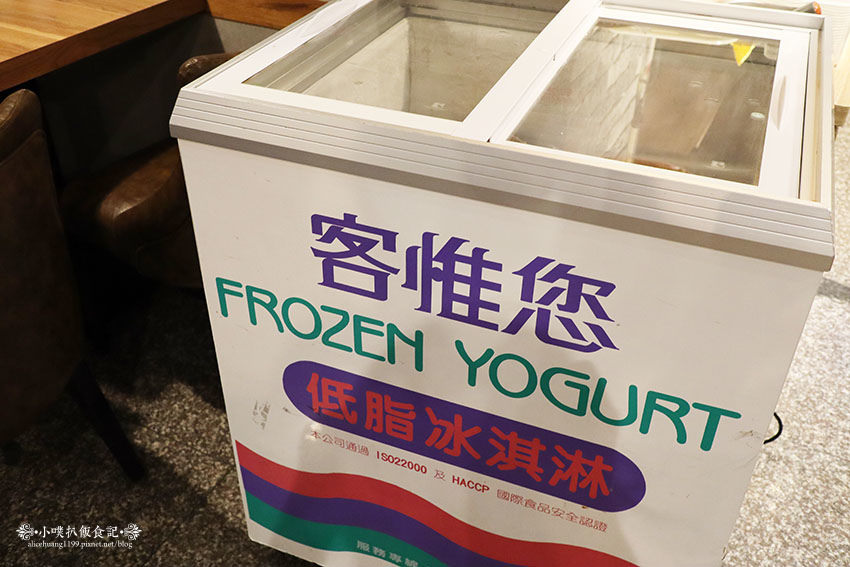 客惟您
FROZEN YOGURT
低脂冰淇淋
本公司通過 ISO22000 及 HACCP 國際食品安全認證
服務專線
小噗扒飯食記
alicehuang1199.pixnet.net/blog